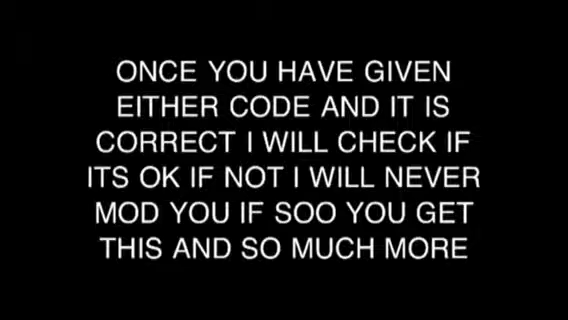 ONCE YOU HAVE GIVEN
EITHER CODE AND IT IS
CORRECT I WILL CHECK IF
ITS OK IF NOT I WILL NEVER
MOD YOU IF SOO YOU GET
THIS AND SO MUCH MORE